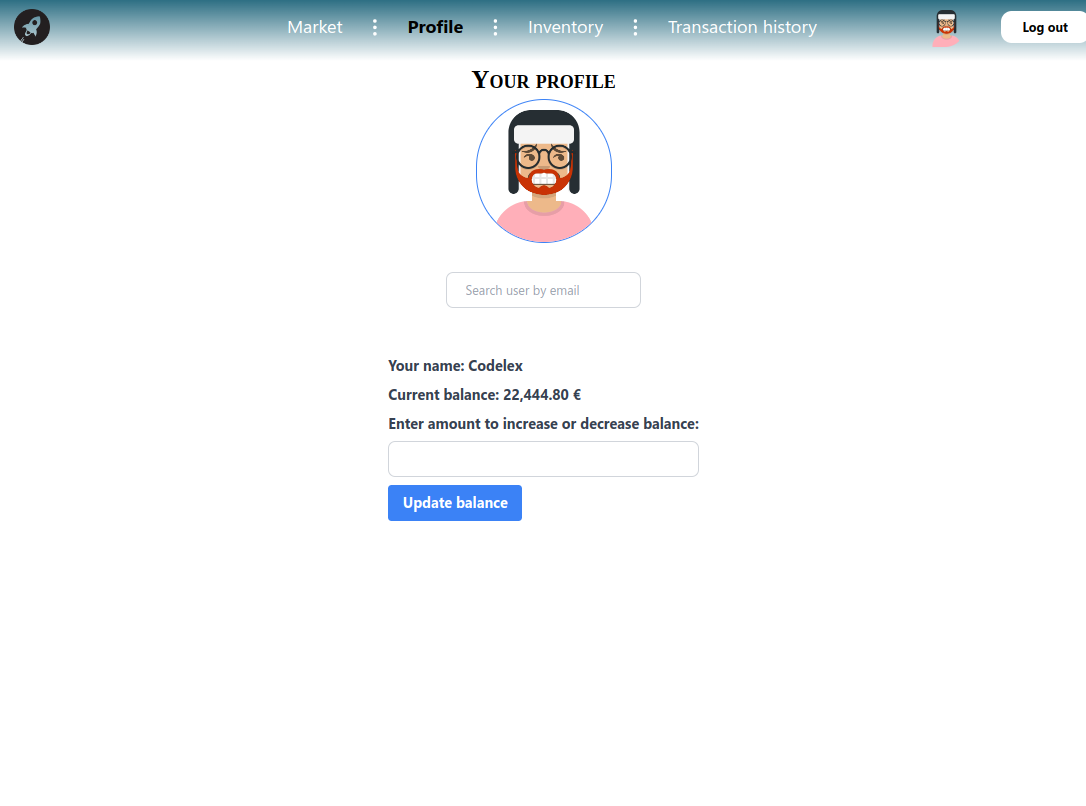 Market ⋮ Profile ⋮ Inventory ⋮ Transaction history Log out
Your profile
Search user by email
Your name: Codelex
Current balance: 22,444.80 €
Enter amount to increase or decrease balance:
Update balance